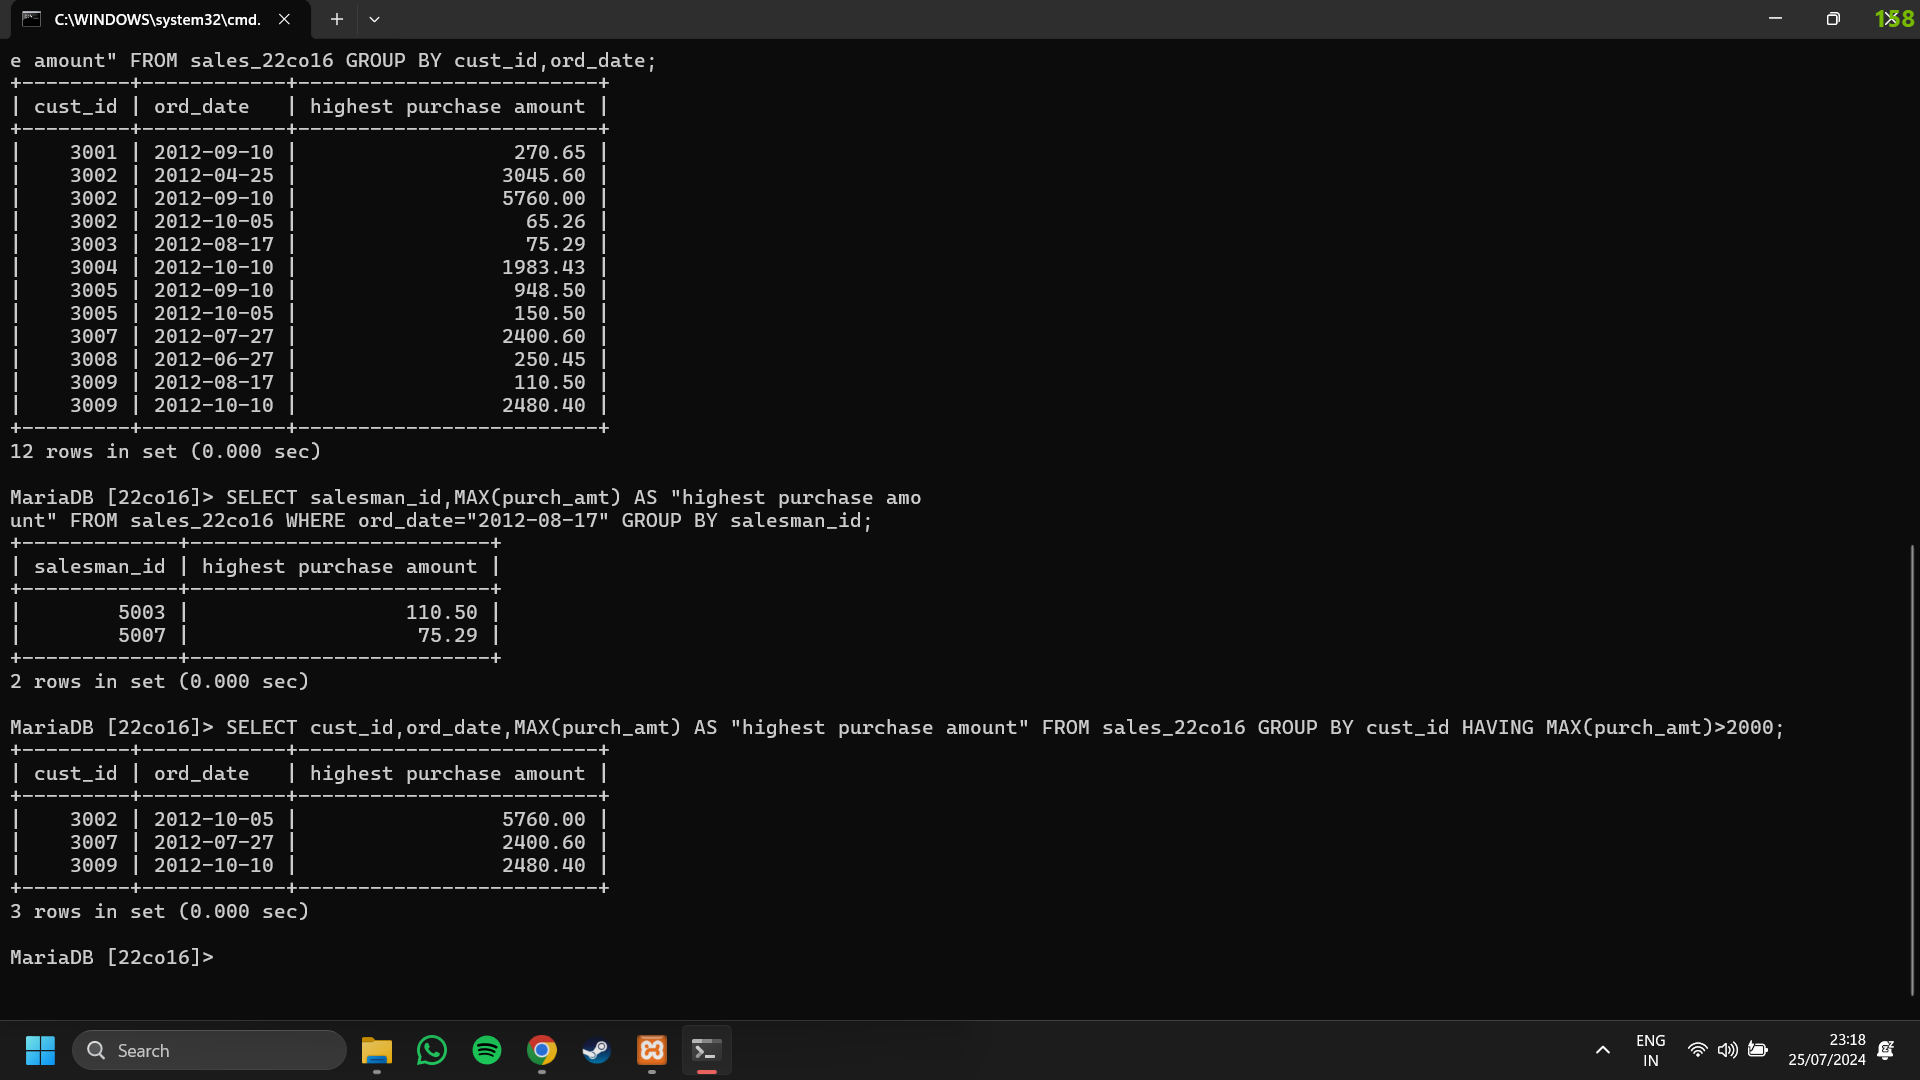 C:\WINDOWS\system32\cmd.
158
e amount" FROM sales_22co16 GROUP BY cust_id,ord_date;
+---------+------------+-------------------------+
| cust_id | ord_date   | highest purchase amount |
+---------+------------+-------------------------+
|    3001 | 2012-09-10 |                  270.65 |
|    3002 | 2012-04-25 |                 3045.60 |
|    3002 | 2012-09-10 |                 5760.00 |
|    3002 | 2012-10-05 |                   65.26 |
|    3003 | 2012-08-17 |                   75.29 |
|    3004 | 2012-10-10 |                 1983.43 |
|    3005 | 2012-09-10 |                  948.50 |
|    3005 | 2012-10-05 |                  150.50 |
|    3007 | 2012-07-27 |                 2400.60 |
|    3008 | 2012-06-27 |                  250.45 |
|    3009 | 2012-08-17 |                  110.50 |
|    3009 | 2012-10-10 |                 2480.40 |
+---------+------------+-------------------------+
12 rows in set (0.000 sec)
MariaDB [22co16]> SELECT salesman_id,MAX(purch_amt) AS "highest purchase amo
unt" FROM sales_22co16 WHERE ord_date="2012-08-17" GROUP BY salesman_id;
+-------------+-------------------------+
| salesman_id | highest purchase amount |
+-------------+-------------------------+
|        5003 |                  110.50 |
|        5007 |                   75.29 |
+-------------+-------------------------+
2 rows in set (0.000 sec)
MariaDB [22co16]> SELECT cust_id,ord_date,MAX(purch_amt) AS "highest purchase amount" FROM sales_22co16 GROUP BY cust_id HAVING MAX(purch_amt)>2000;
+---------+------------+-------------------------+
| cust_id | ord_date   | highest purchase amount |
+---------+------------+-------------------------+
|    3002 | 2012-10-05 |                 5760.00 |
|    3007 | 2012-07-27 |                 2400.60 |
|    3009 | 2012-10-10 |                 2480.40 |
+---------+------------+-------------------------+
3 rows in set (0.000 sec)
MariaDB [22co16]>
Search
ENG
IN
23:18
25/07/2024